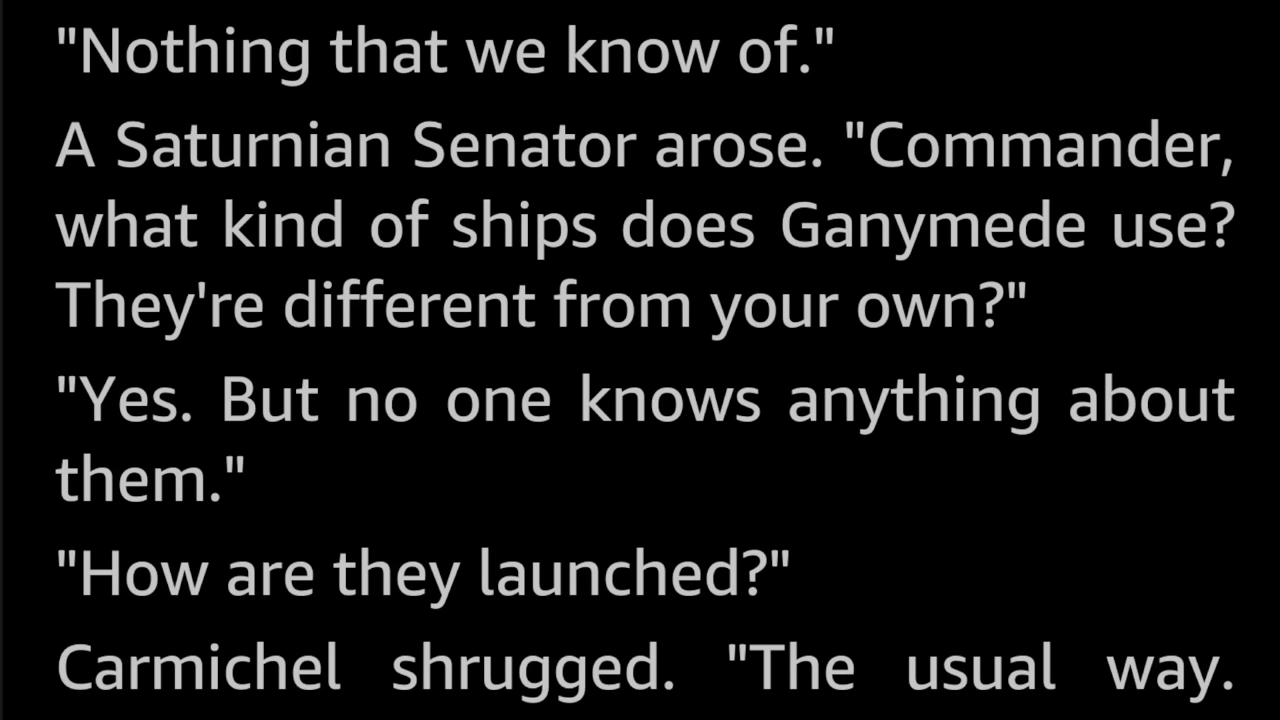 "Nothing that we know of."
A Saturnian Senator arose. "Commander,
what kind of ships does Ganymede use?
They're different from your own?"
"Yes. But no one knows anything about
them."
"How are they launched?"
Carmichel shrugged. "The usual way.